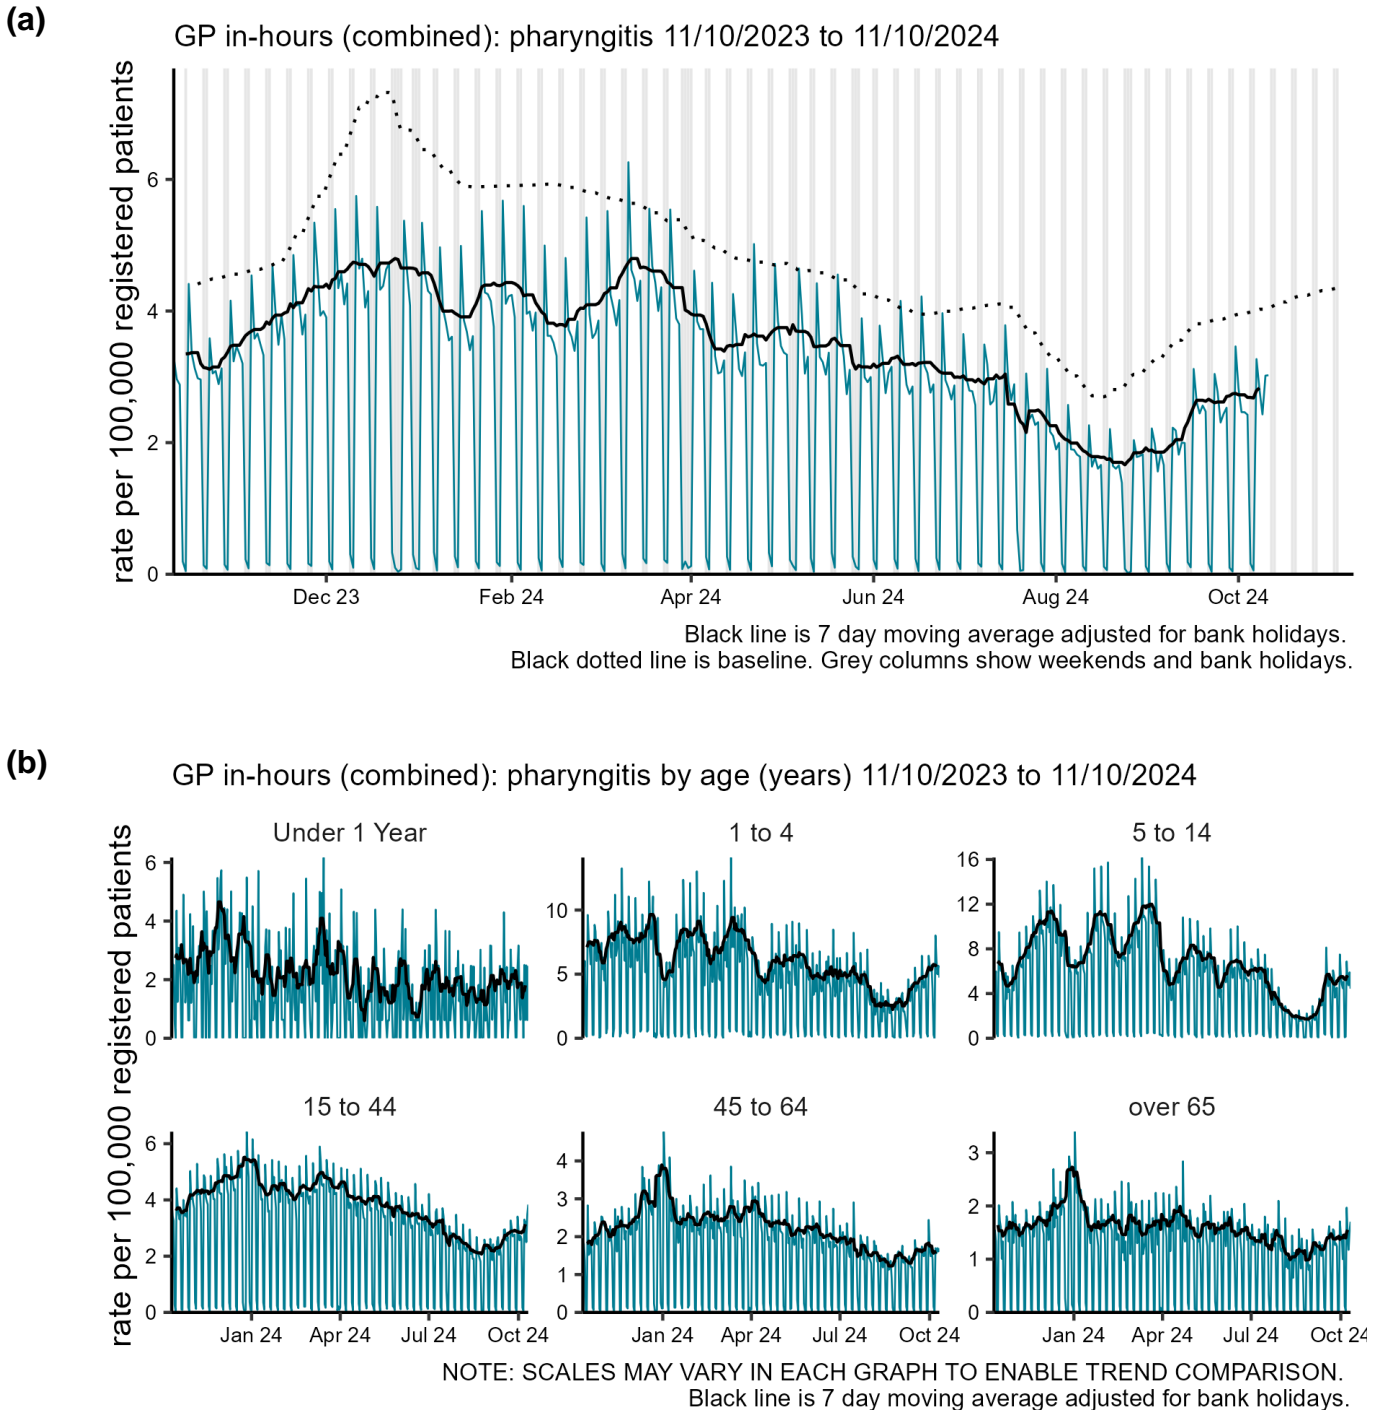 (a)
GP in-hours (combined): pharyngitis 11/10/2023 to 11/10/2024
rate per 100,000 registered patients
6
4
2
0
Dec 23 Feb 24 Apr 24 Jun 24 Aug 24 Oct 24
Black line is 7 day moving average adjusted for bank holidays.
Black dotted line is baseline. Grey columns show weekends and bank holidays.
(b)
GP in-hours (combined): pharyngitis by age (years) 11/10/2023 to 11/10/2024
rate per 100,000 registered patients
Under 1 Year
6
4
2
0
1 to 4
10
5
0
5 to 14
16
12
8
4
0
15 to 44
6
4
2
0
Jan 24 Apr 24 Jul 24 Oct 24
45 to 64
4
3
2
1
0
Jan 24 Apr 24 Jul 24 Oct 24
over 65
3
2
1
0
Jan 24 Apr 24 Jul 24 Oct 24
NOTE: SCALES MAY VARY IN EACH GRAPH TO ENABLE TREND COMPARISON.
Black line is 7 day moving average adjusted for bank holidays.